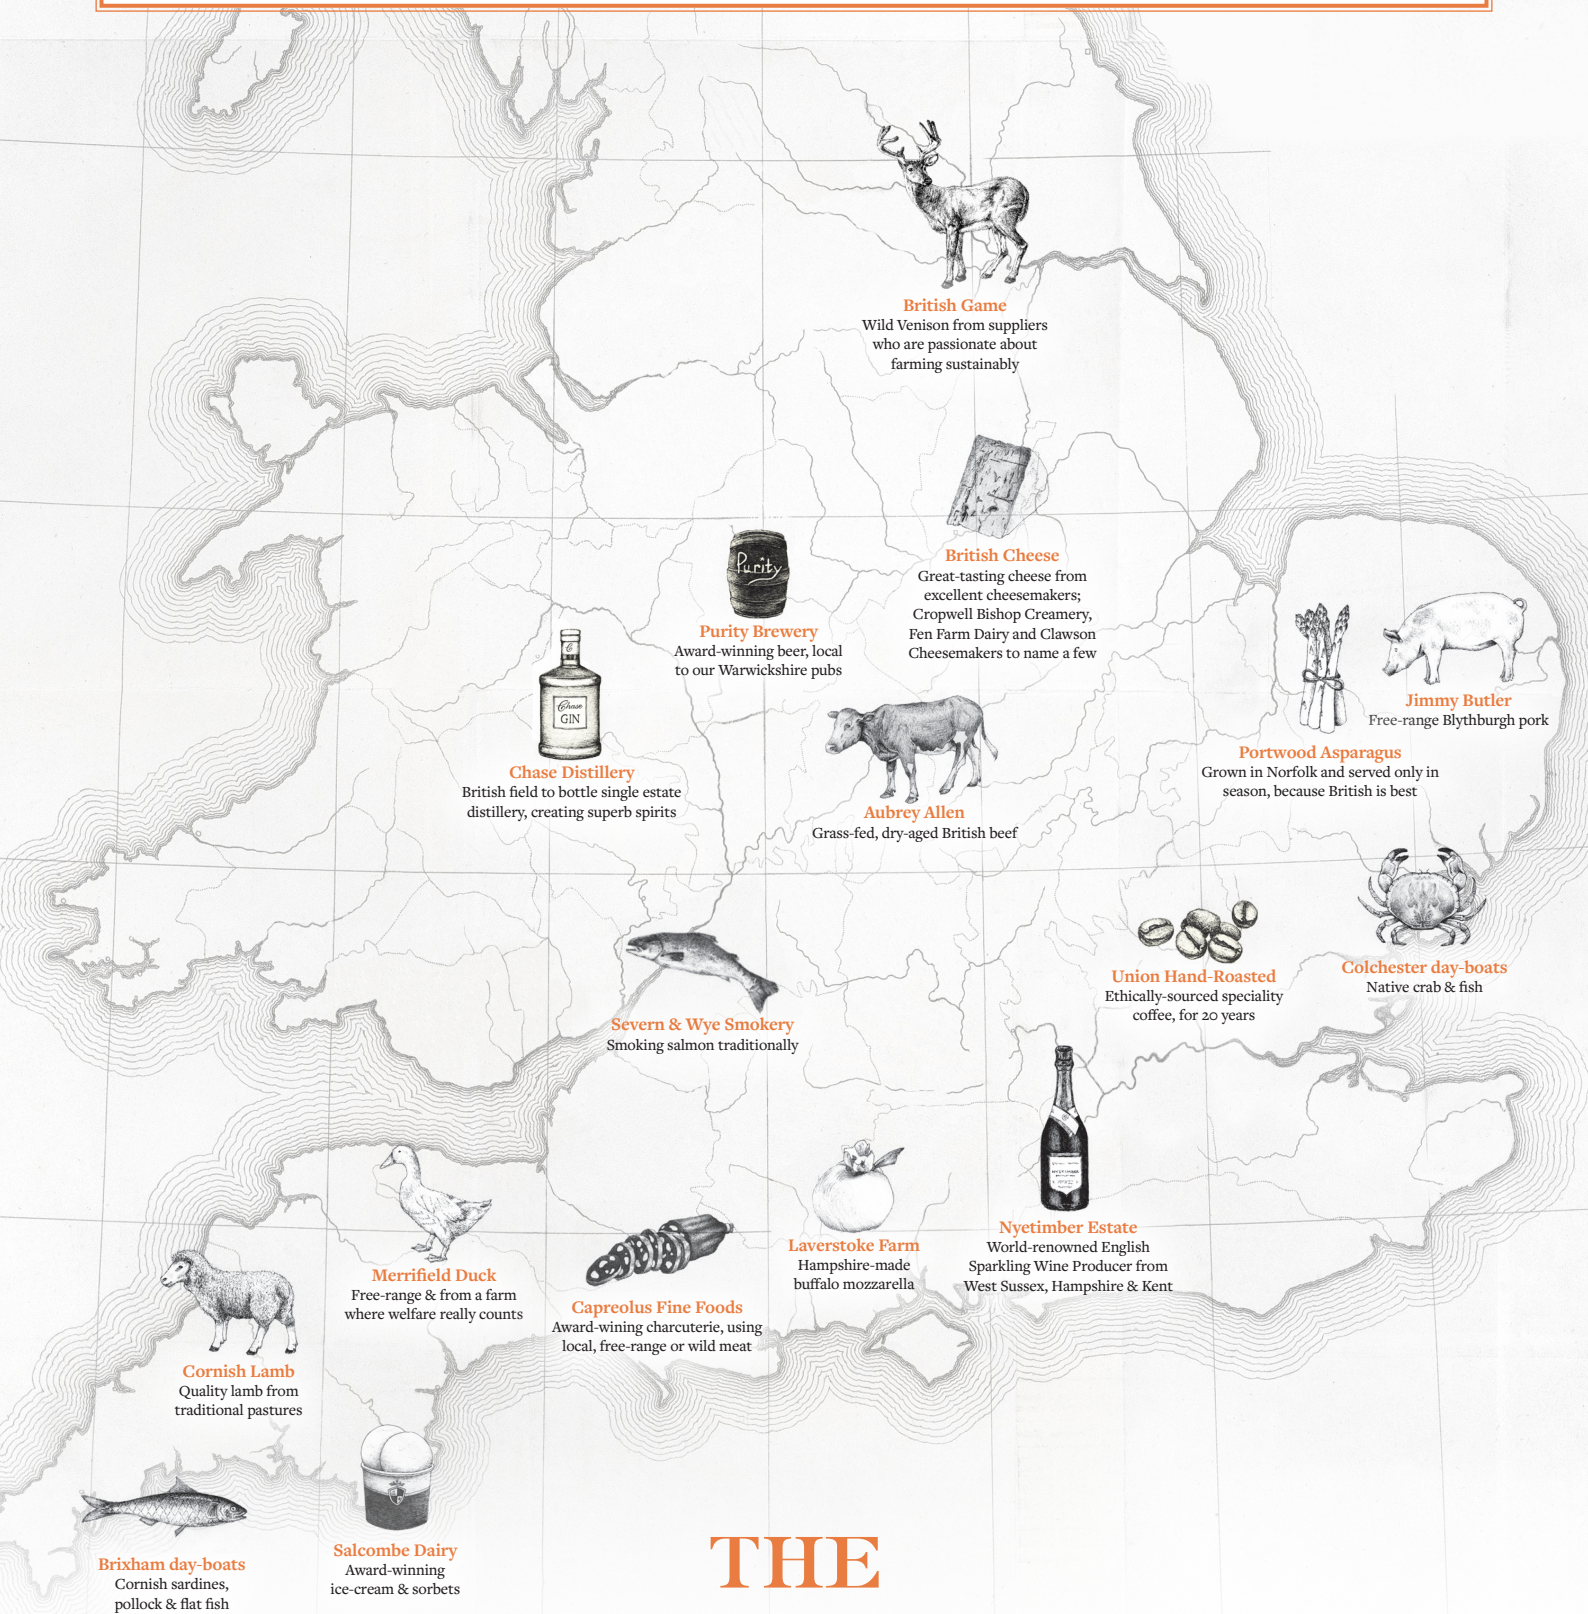 British Game
Wild Venison from suppliers
who are passionate about
farming sustainably
British Cheese
Great-tasting cheese from
excellent cheesemakers;
Cropwell Bishop Creamery,
Fen Farm Dairy and Clawson
Cheesemakers to name a few
Purity
Purity Brewery
Award-winning beer, local
to our Warwickshire pubs
Chase
GIN
Chase Distillery
British field to bottle single estate
distillery, creating superb spirits
Aubrey Allen
Grass-fed, dry-aged British beef
Jimmy Butler
Free-range Blythburgh pork
Portwood Asparagus
Grown in Norfolk and served only in
season, because British is best
Colchester day-boats
Native crab & fish
Union Hand-Roasted
Ethically-sourced speciality
coffee, for 20 years
Severn & Wye Smokery
Smoking salmon traditionally
Nyetimber Estate
World-renowned English
Sparkling Wine Producer from
West Sussex, Hampshire & Kent
Laverstoke Farm
Hampshire-made
buffalo mozzarella
Merrifield Duck
Free-range & from a farm
where welfare really counts
Capreolus Fine Foods
Award-wining charcuterie, using
local, free-range or wild meat
Cornish Lamb
Quality lamb from
traditional pastures
Salcombe Dairy
Award-winning
ice-cream & sorbets
Brixham day-boats
Cornish sardines,
pollock & flat fish
THE